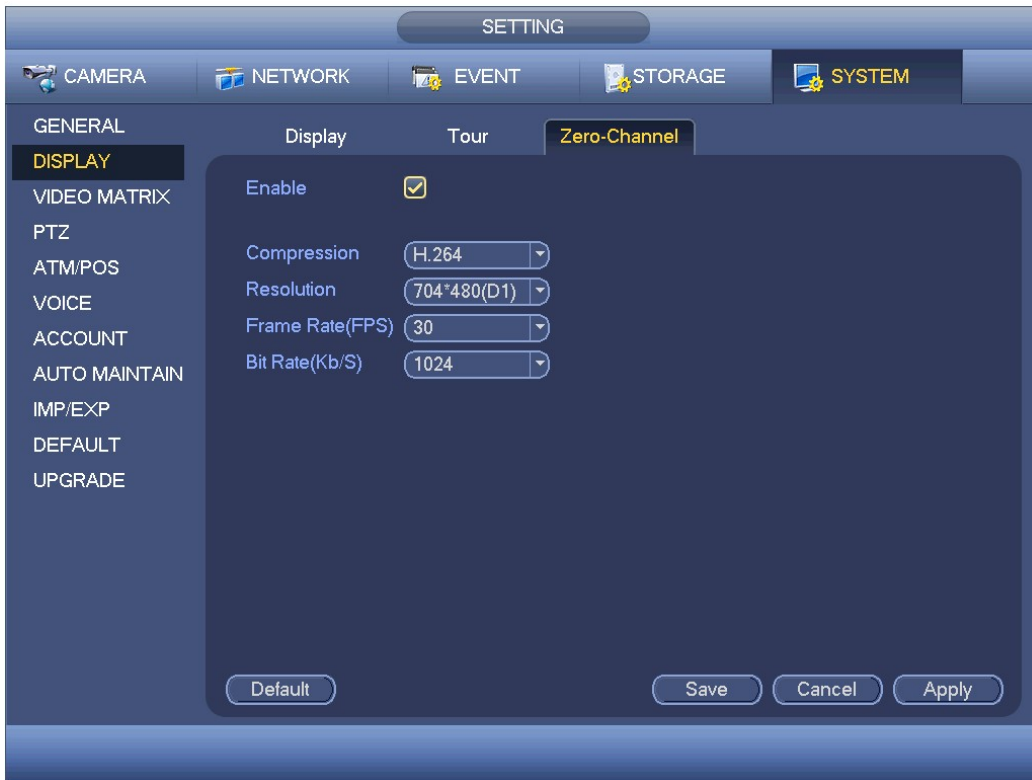 SETTING
CAMERA NETWORK EVENT STORAGE SYSTEM
GENERAL
DISPLAY
VIDEO MATRIX
PTZ
ATM/POS
VOICE
ACCOUNT
AUTO MAINTAIN
IMP/EXP
DEFAULT
UPGRADE
Display Tour Zero-Channel
Enable
Compression H.264
Resolution 704*480(D1)
Frame Rate(FPS) 30
Bit Rate(Kb/S) 1024
Default Save Cancel Apply